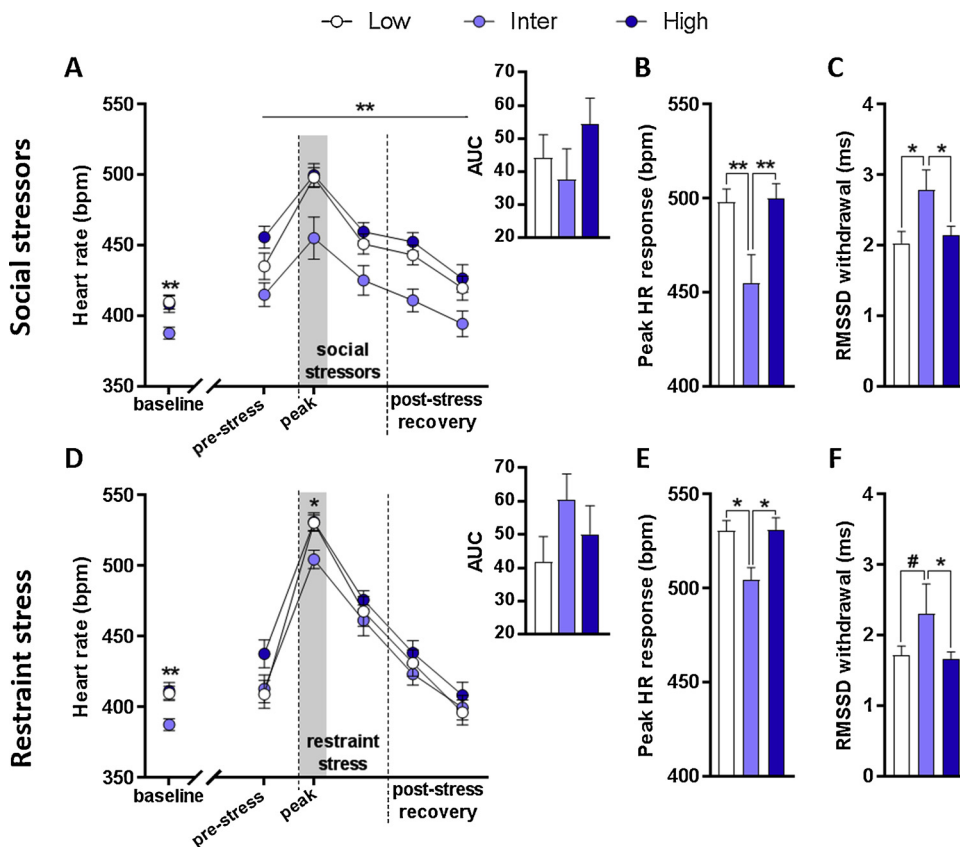 Low Inter High
Social stressors
A
Heart rate (bpm)
550
500
450
400
350
**
**
social
stressors
baseline
pre-stress
peak
post-stress
recovery
AUC
70
60
50
40
30
20
B
Peak HR response (bpm)
550
500
450
400
** **
C
RMSSD withdrawal (ms)
4
3
2
1
0
* *
Restraint stress
D
Heart rate (bpm)
550
500
450
400
350
**
*
restraint
stress
baseline
pre-stress
peak
post-stress
recovery
AUC
70
60
50
40
30
20
E
Peak HR response (bpm)
550
500
450
400
* *
F
RMSSD withdrawal (ms)
4
3
2
1
0
# *